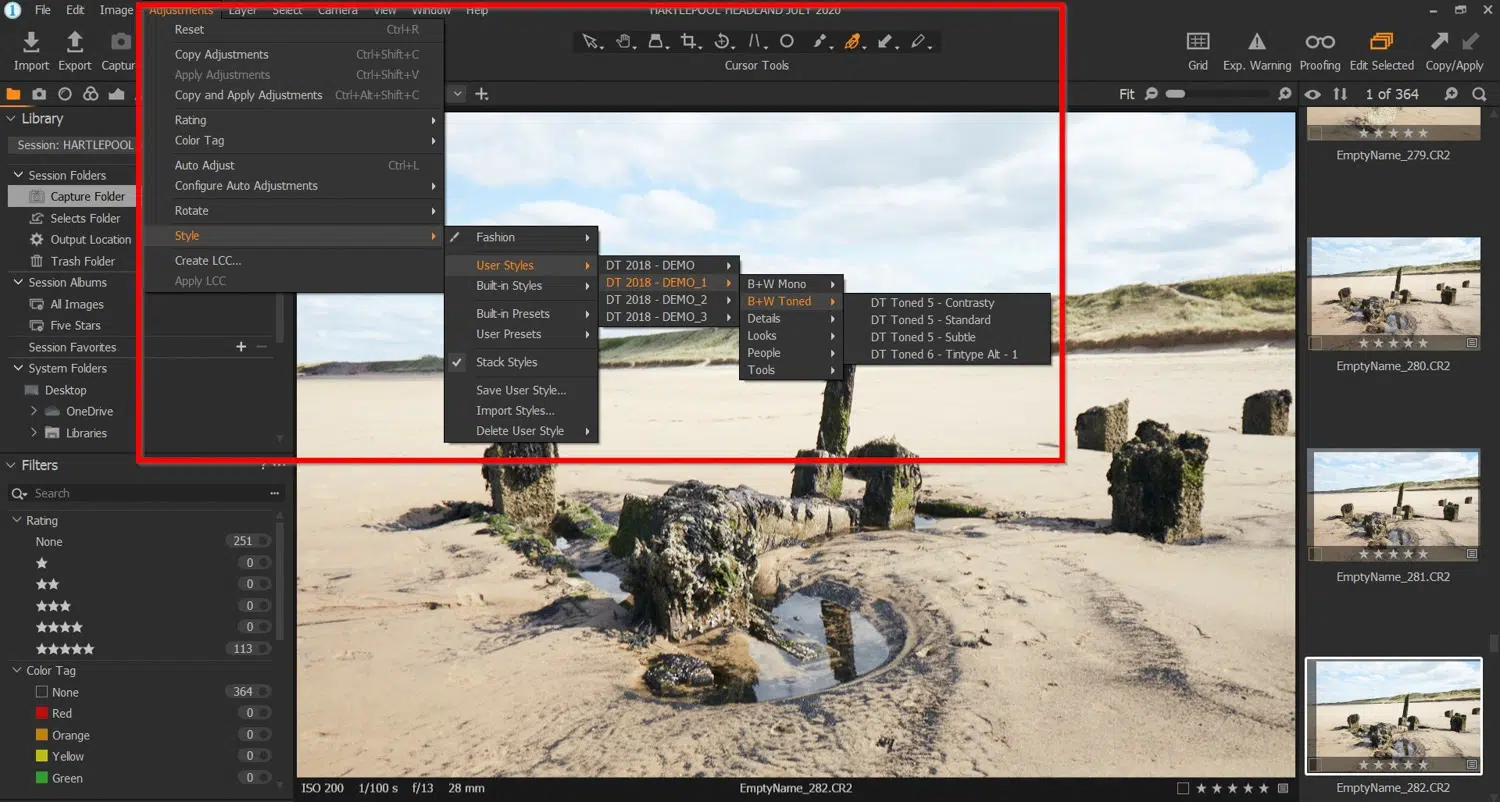 File Edit Image Adjustments Layer Select Camera View Window Help
HARTLEPOOL HEADLAND JULY 2020
Import Export Captur
Cursor Tools
Grid Exp. Warning Proofing Edit Selected Copy/Apply
Reset Ctrl+R
Copy Adjustments Ctrl+Shift+C
Apply Adjustments Ctrl+Shift+V
Copy and Apply Adjustments Ctrl+Alt+Shift+C
Rating
Color Tag
Auto Adjust Ctrl+L
Configure Auto Adjustments
Rotate
Style
Create LCC...
Apply LCC
Fashion
User Styles
Built-in Styles
Built-in Presets
User Presets
Stack Styles
Save User Style...
Import Styles...
Delete User Style
DT 2018 - DEMO
DT 2018 - DEMO_1
DT 2018 - DEMO_2
DT 2018 - DEMO_3
B+W Mono
B+W Toned
Details
Looks
People
Tools
DT Toned 5 - Contrasty
DT Toned 5 - Standard
DT Toned 5 - Subtle
DT Toned 6 - Tintype Alt - 1
Fit
1 of 364
Library
Session: HARTLEPOOL
Session Folders
Capture Folder
Selects Folder
Output Location
Trash Folder
Session Albums
All Images
Five Stars
Session Favorites
System Folders
Desktop
OneDrive
Libraries
Filters
Search
Rating
None 251
★ 0
★★ 0
★★★ 0
★★★★ 0
★★★★★ 113
Color Tag
None 364
Red 0
Orange 0
Yellow 0
Green 0
ISO 200 1/100 s f/13 28 mm
EmptyName_282.CR2
EmptyName_279.CR2
EmptyName_280.CR2
EmptyName_281.CR2
EmptyName_282.CR2